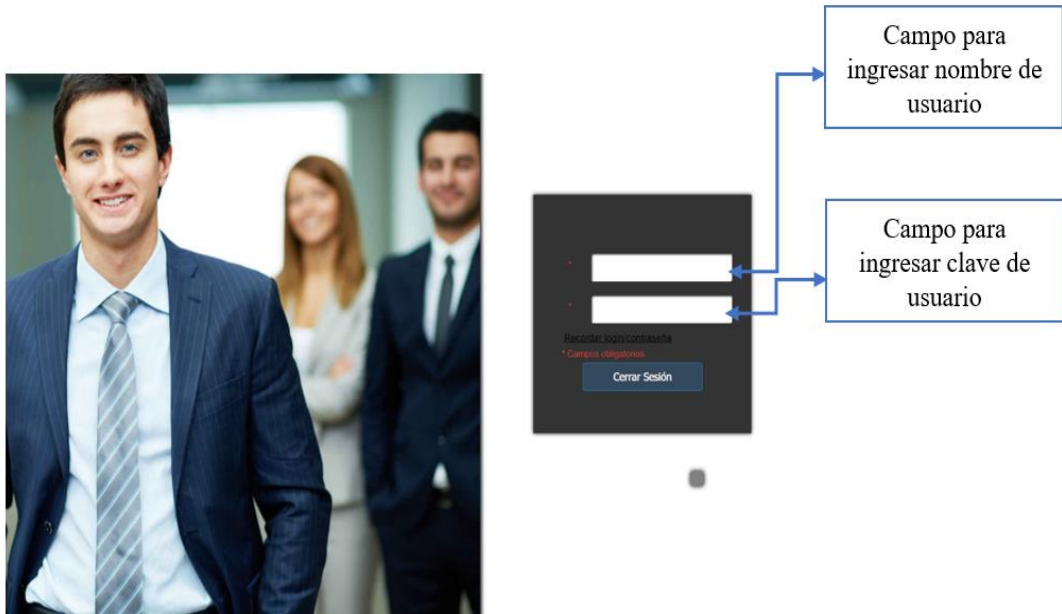 Campo para
ingresar nombre de
usuario
Campo para
ingresar clave de
usuario
*
*
Recordar login/contraseña
* Campos obligatorios
Cerrar Sesión